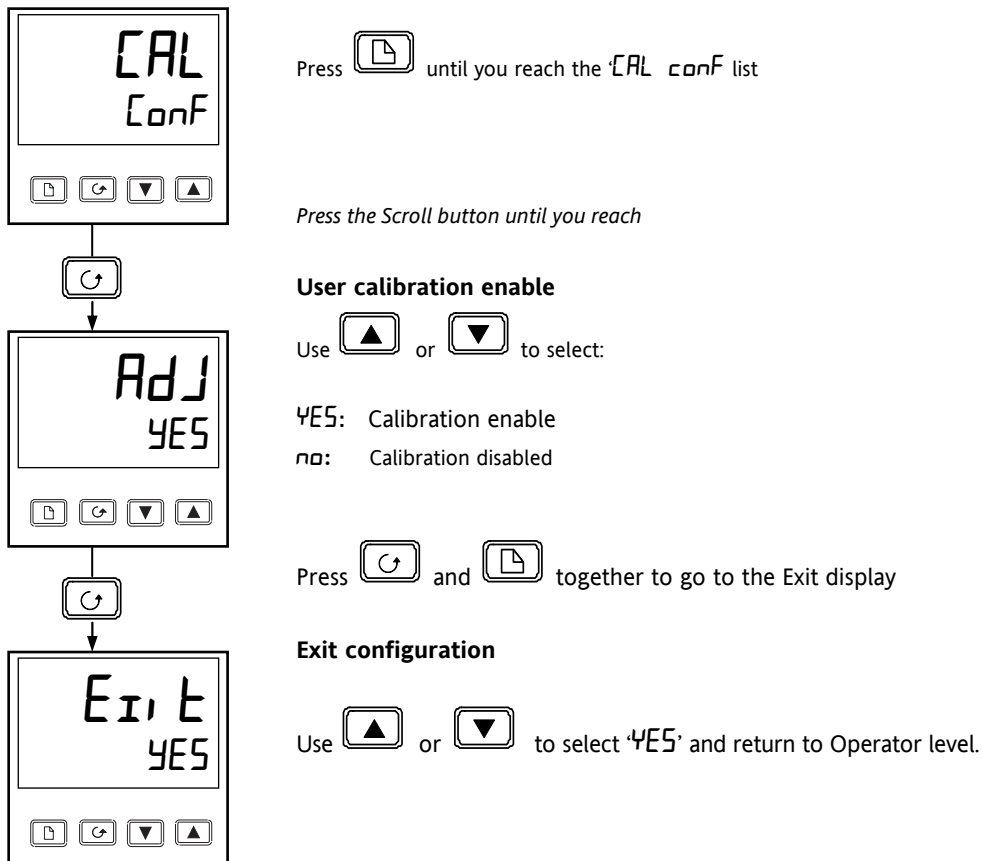 CAL
ConF
Press until you reach the ‘CAL conF list
Press the Scroll button until you reach
User calibration enable
Use or to select:
AdJ
YES
YES: Calibration enable
no: Calibration disabled
Press and together to go to the Exit display
Exit configuration
ExIt
YES
Use or to select ‘YES’ and return to Operator level.